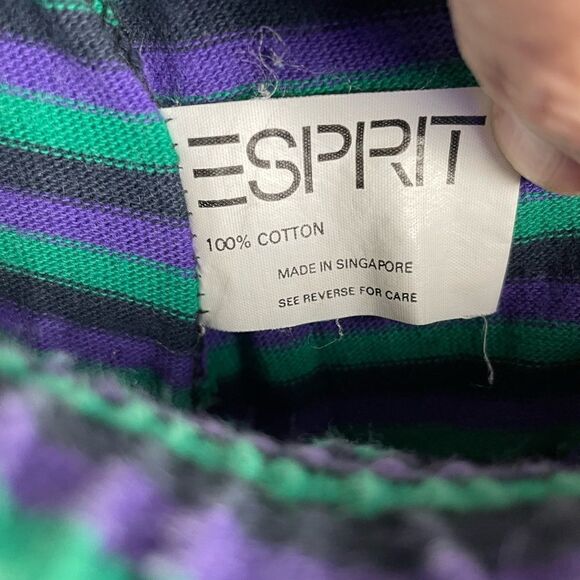 ESPRIT
100% COTTON
MADE IN SINGAPORE
SEE REVERSE FOR CARE